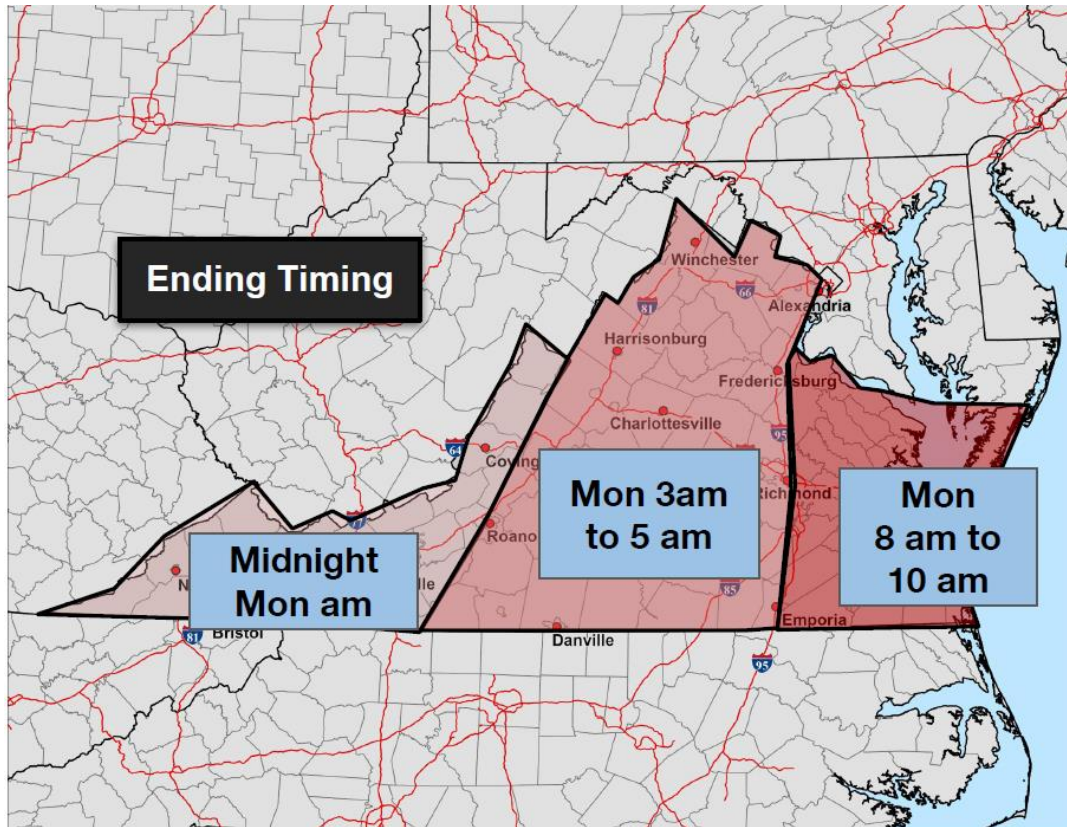 Ending Timing
Winchester
66
81
Alexandria
Harrisonburg
Fredericksburg
Charlottesville
95
64
Mon 3am
to 5 am
Mon
8 am to
10 am
77
Midnight
Mon am
85
Emporia
81
Bristol
Danville
95